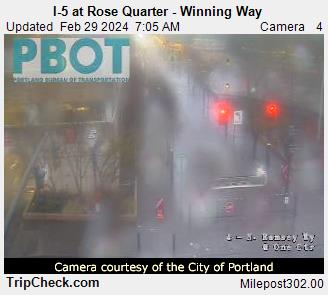 I-5 at Rose Quarter - Winning Way
Updated Feb 29 2024 7:05 AM Camera 4
PBOT
PORTLAND BUREAU OF TRANSPORTATION
Camera courtesy of the City of Portland
TripCheck.com Milepost302.00